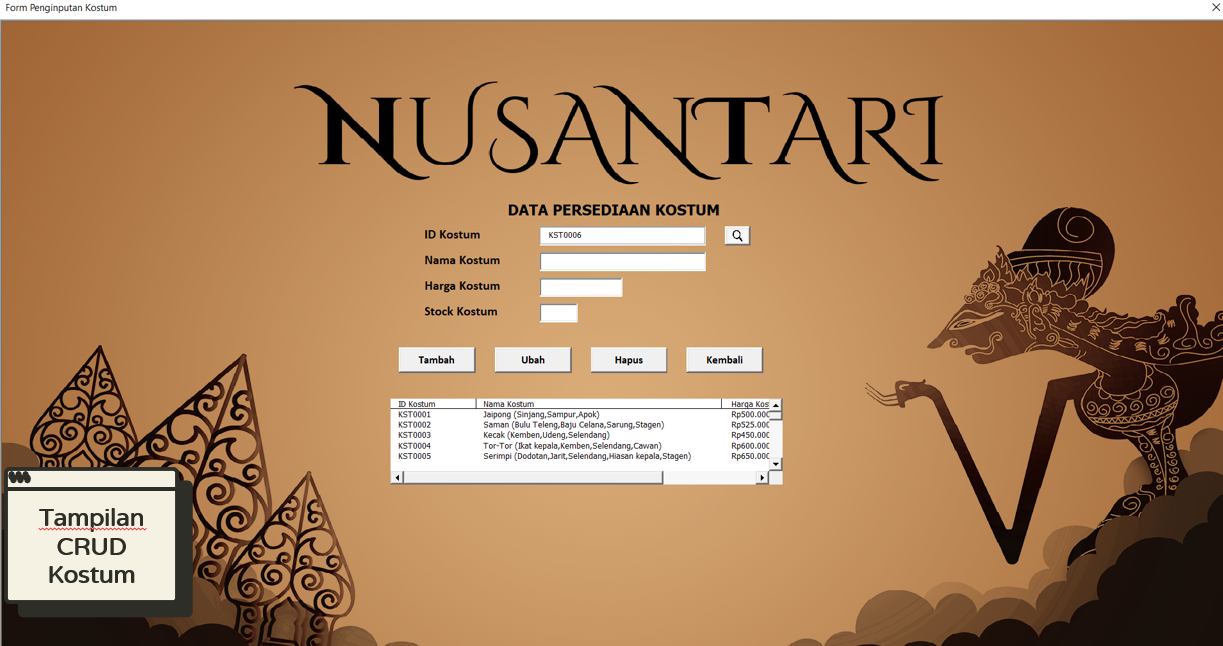 Form Penginputan Kostum
NUSANTARI
DATA PERSEDIAAN KOSTUM
ID Kostum KST0006
Nama Kostum
Harga Kostum
Stock Kostum
Tambah Ubah Hapus Kembali
ID Kostum Nama Kostum Harga Kost
KST0001 Jaipong (Sinjang,Sampur,Apok) Rp500.000
KST0002 Saman (Bulu Teleng,Baju Celana,Sarung,Stagen) Rp525.000
KST0003 Kecak (Kemben,Udeng,Selendang) Rp450.000
KST0004 Tor-Tor (Ikat kepala,Kemben,Selendang,Cawan) Rp600.000
KST0005 Serimpi (Dodotan,Jarit,Selendang,Hiasan kepala,Stagen) Rp650.000
Tampilan
CRUD
Kostum